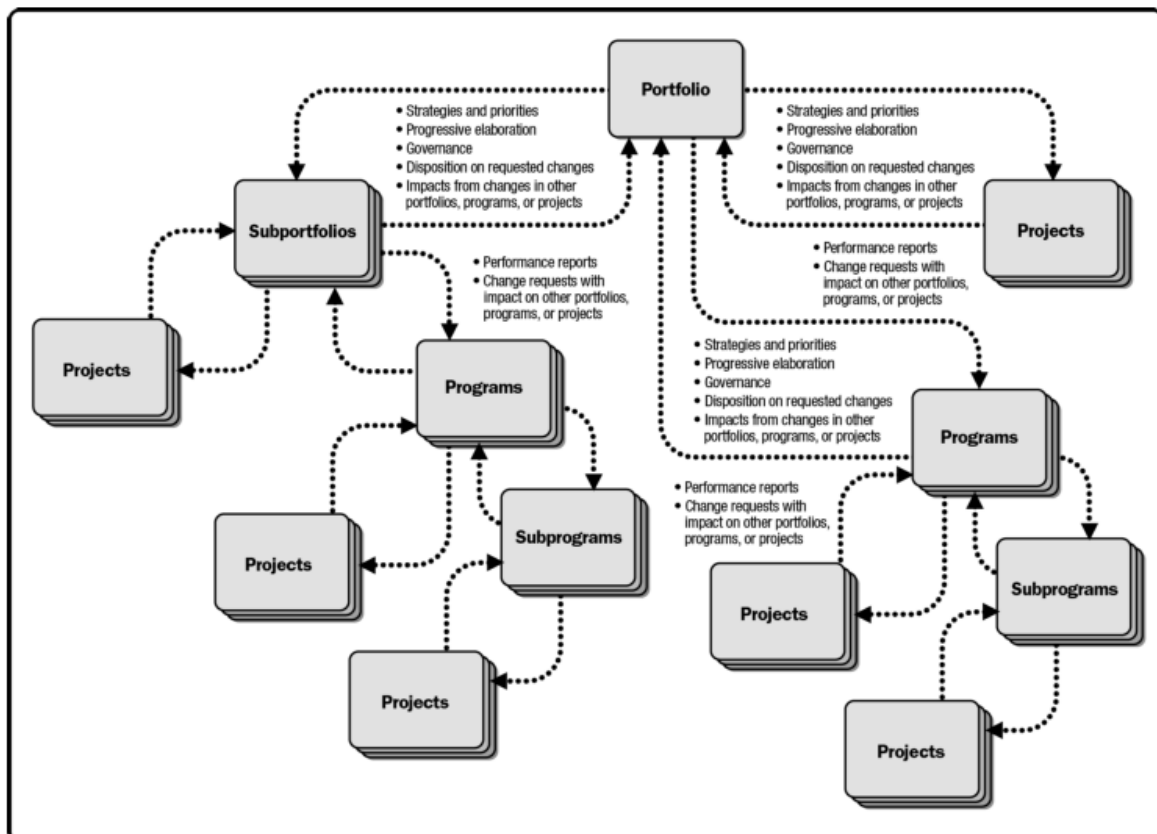 Portfolio
• Strategies and priorities
• Progressive elaboration
• Governance
• Disposition on requested changes
• Impacts from changes in other
portfolios, programs, or projects
• Strategies and priorities
• Progressive elaboration
• Governance
• Disposition on requested changes
• Impacts from changes in other
portfolios, programs, or projects
Subportfolios
Projects
• Performance reports
• Change requests with
impact on other portfolios,
programs, or projects
• Performance reports
• Change requests with
impact on other portfolios,
programs, or projects
Projects
Programs
• Strategies and priorities
• Progressive elaboration
• Governance
• Disposition on requested changes
• Impacts from changes in other
portfolios, programs, or projects
Programs
• Performance reports
• Change requests with
impact on other portfolios,
programs, or projects
Subprograms
Projects
Subprograms
Projects
Projects
Projects